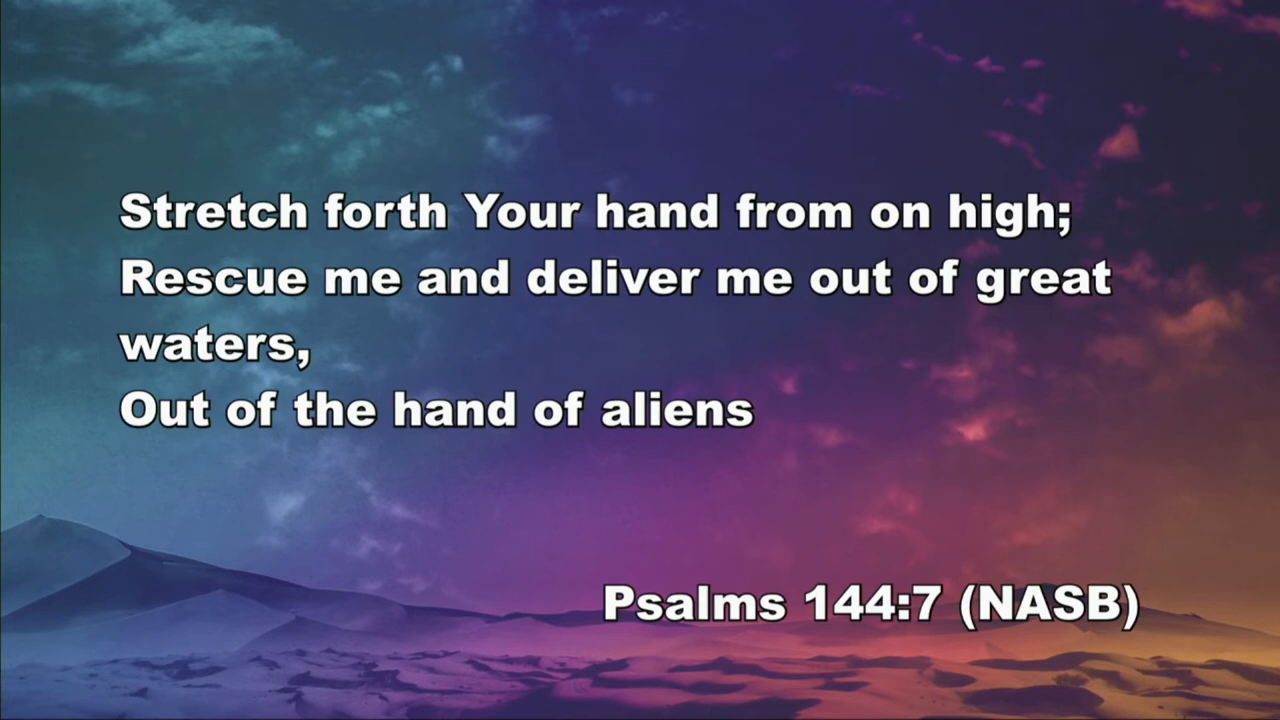 Stretch forth Your hand from on high;
Rescue me and deliver me out of great
waters,
Out of the hand of aliens
Psalms 144:7 (NASB)